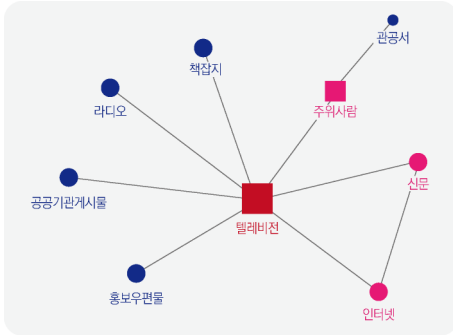 관공서
책잡지
라디오
주위사람
신문
공공기관게시물
텔레비전
홍보우편물
인터넷